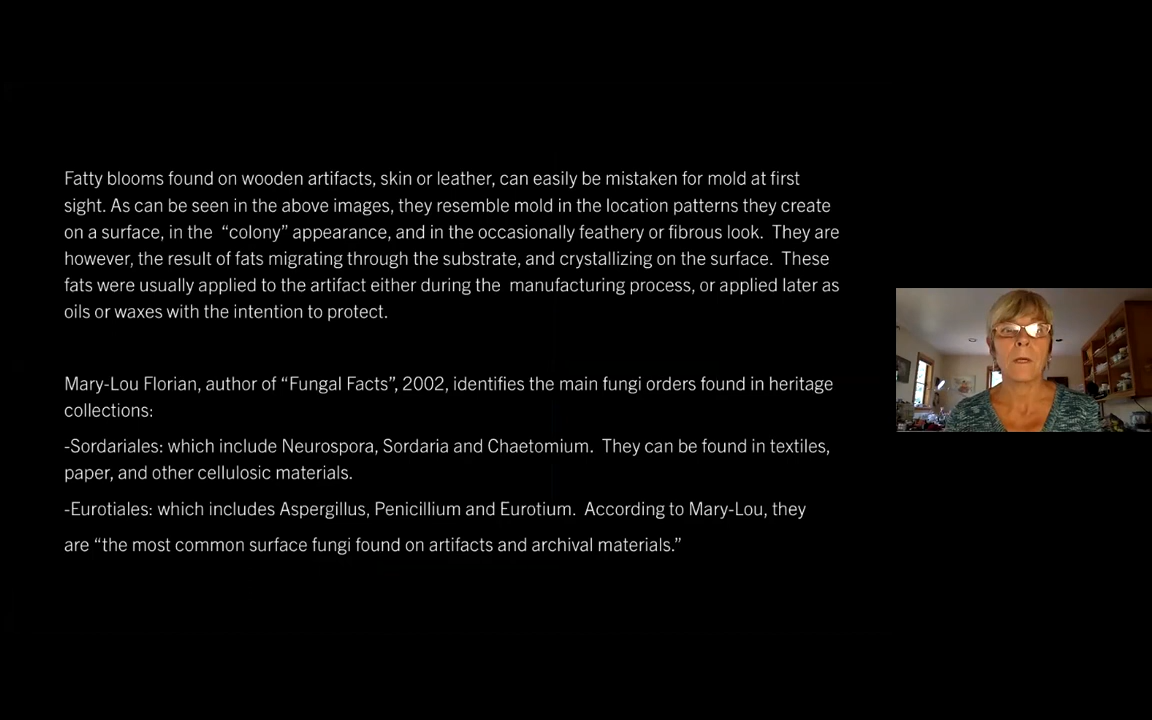 Fatty blooms found on wooden artifacts, skin or leather, can easily be mistaken for mold at first
sight. As can be seen in the above images, they resemble mold in the location patterns they create
on a surface, in the “colony” appearance, and in the occasionally feathery or fibrous look. They are
however, the result of fats migrating through the substrate, and crystallizing on the surface. These
fats were usually applied to the artifact either during the manufacturing process, or applied later as
oils or waxes with the intention to protect.
Mary-Lou Florian, author of “Fungal Facts”, 2002, identifies the main fungi orders found in heritage
collections:
-Sordariales: which include Neurospora, Sordaria and Chaetomium. They can be found in textiles,
paper, and other cellulosic materials.
-Eurotiales: which includes Aspergillus, Penicillium and Eurotium. According to Mary-Lou, they
are “the most common surface fungi found on artifacts and archival materials.”